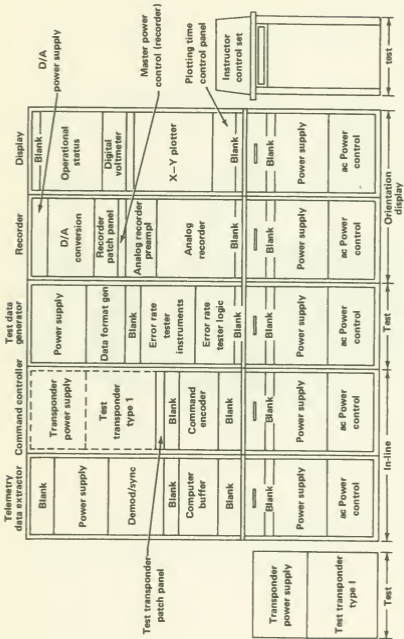 Telemetry
data extractor
Blank
Power supply
Demod/sync
Blank
Computer
buffer
Blank
Blank
Power supply
ac Power
control
Command controller
Transponder
power supply
Test
transponder
type 1
Blank
Command
encoder
Blank
Blank
Power supply
ac Power
control
Test data
generator
Power supply
Data format gen
Blank
Error rate
tester
instruments
Error rate
tester logic
Blank
Blank
Power supply
ac Power
control
Recorder
D/A
conversion
Recorder
patch panel
Analog recorder
preampl
Analog
recorder
Blank
Blank
Power supply
ac Power
control
Display
Blank
Operational
status
Digital
voltmeter
X–Y plotter
Blank
Blank
Power supply
ac Power
control
D/A
power supply
Master power
control (recorder)
Plotting time
control panel
Instructor
control set
Test transponder
patch panel
Transponder
power supply
Test transponder
type I
Test
In-line
Test
Orientation
display
test